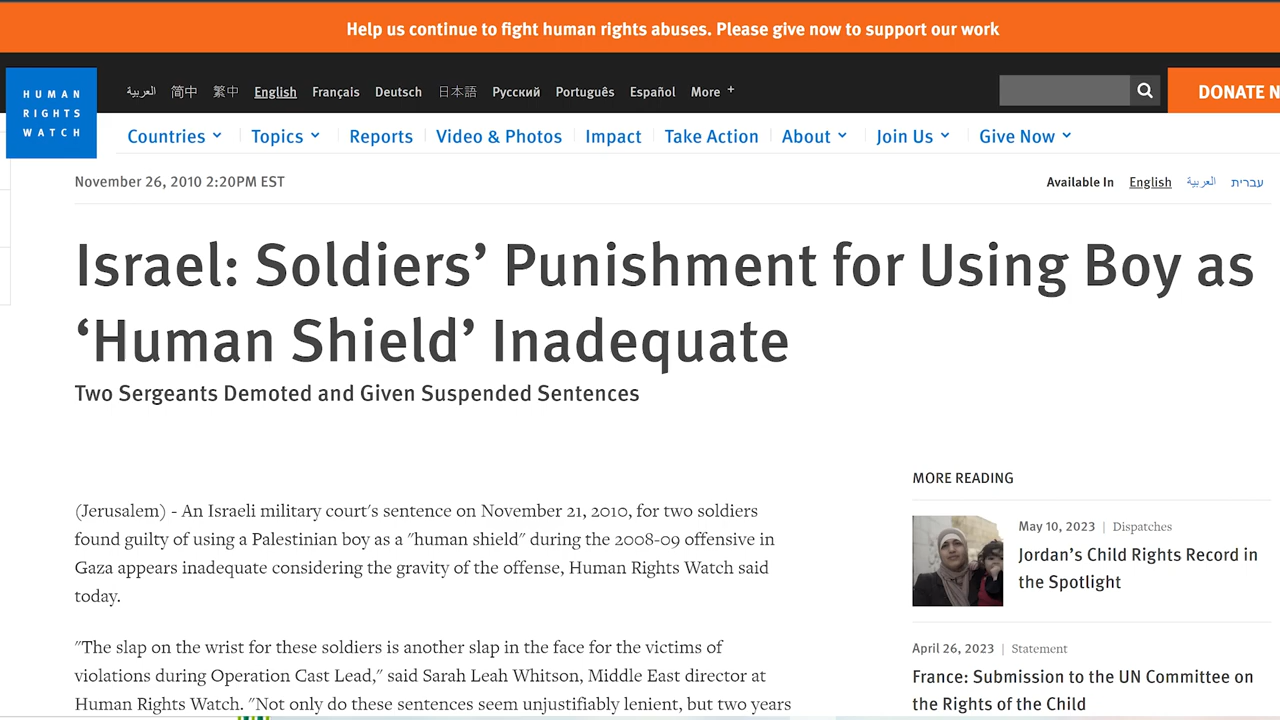 Help us continue to fight human rights abuses. Please give now to support our work
HUMAN
RIGHTS
WATCH
العربية 简中 繁中 English Français Deutsch 日本語 Русский Português Español More +
DONATE N
Countries Topics Reports Video & Photos Impact Take Action About Join Us Give Now
November 26, 2010 2:20PM EST
Available In English العربية עברית
Israel: Soldiers’ Punishment for Using Boy as
‘Human Shield’ Inadequate
Two Sergeants Demoted and Given Suspended Sentences
(Jerusalem) - An Israeli military court's sentence on November 21, 2010, for two soldiers
found guilty of using a Palestinian boy as a "human shield" during the 2008-09 offensive in
Gaza appears inadequate considering the gravity of the offense, Human Rights Watch said
today.
"The slap on the wrist for these soldiers is another slap in the face for the victims of
violations during Operation Cast Lead," said Sarah Leah Whitson, Middle East director at
Human Rights Watch. "Not only do these sentences seem unjustifiably lenient, but two years
MORE READING
May 10, 2023 | Dispatches
Jordan’s Child Rights Record in
the Spotlight
April 26, 2023 | Statement
France: Submission to the UN Committee on
the Rights of the Child